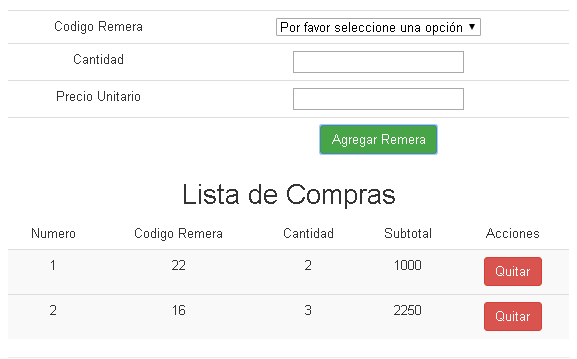 Codigo Remera
Por favor seleccione una opción
Cantidad
Precio Unitario
Agregar Remera
Lista de Compras
Numero Codigo Remera Cantidad Subtotal Acciones
1 22 2 1000 Quitar
2 16 3 2250 Quitar